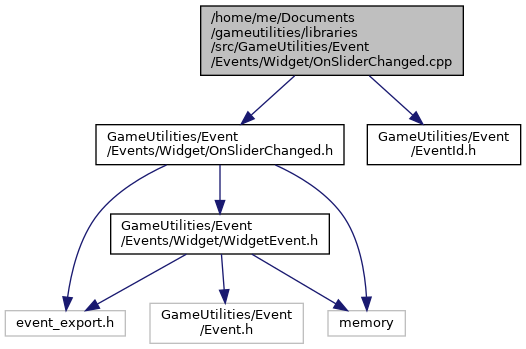 /home/me/Documents
/gameutilities/libraries
/src/GameUtilities/Event
/Events/Widget/OnSliderChanged.cpp
GameUtilities/Event
/Events/Widget/OnSliderChanged.h
GameUtilities/Event
/EventId.h
GameUtilities/Event
/Events/Widget/WidgetEvent.h
event_export.h
GameUtilities/Event
/Event.h
memory